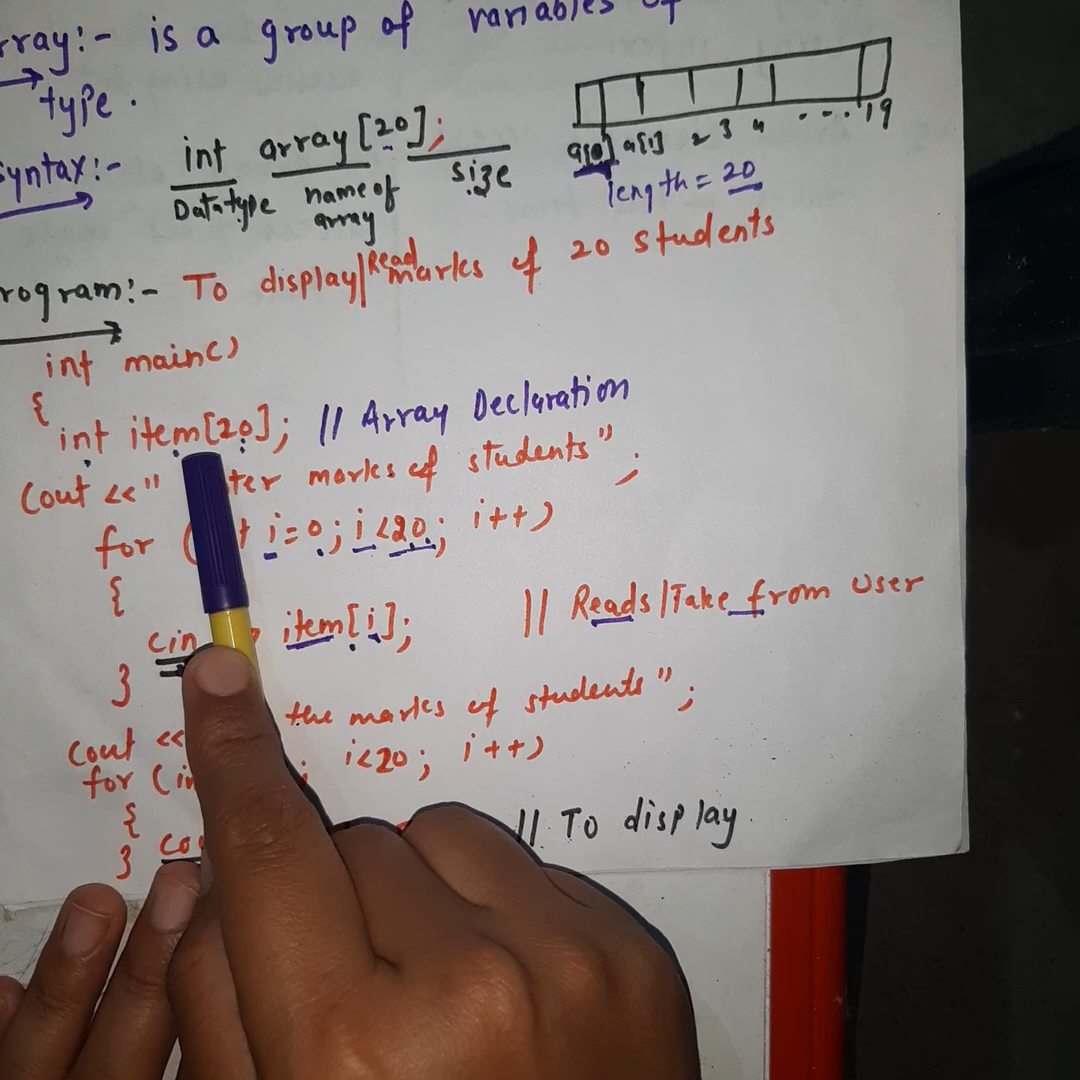 rray:- is a group of variables of
type.
syntax:- int array[20];
Datatype name of array size
a[0] a[1] 2 3 4 ... 19
length = 20
rogram:- To display/Read marks of 20 students
int main()
{
int item[20]; // Array Declaration
cout <<" ter marks of students";
for ( t i=0; i<20; i++)
{
cin item[i]; // Reads/Take from user
}
cout << the marks of students";
for (in i<20; i++)
{
} co // To display